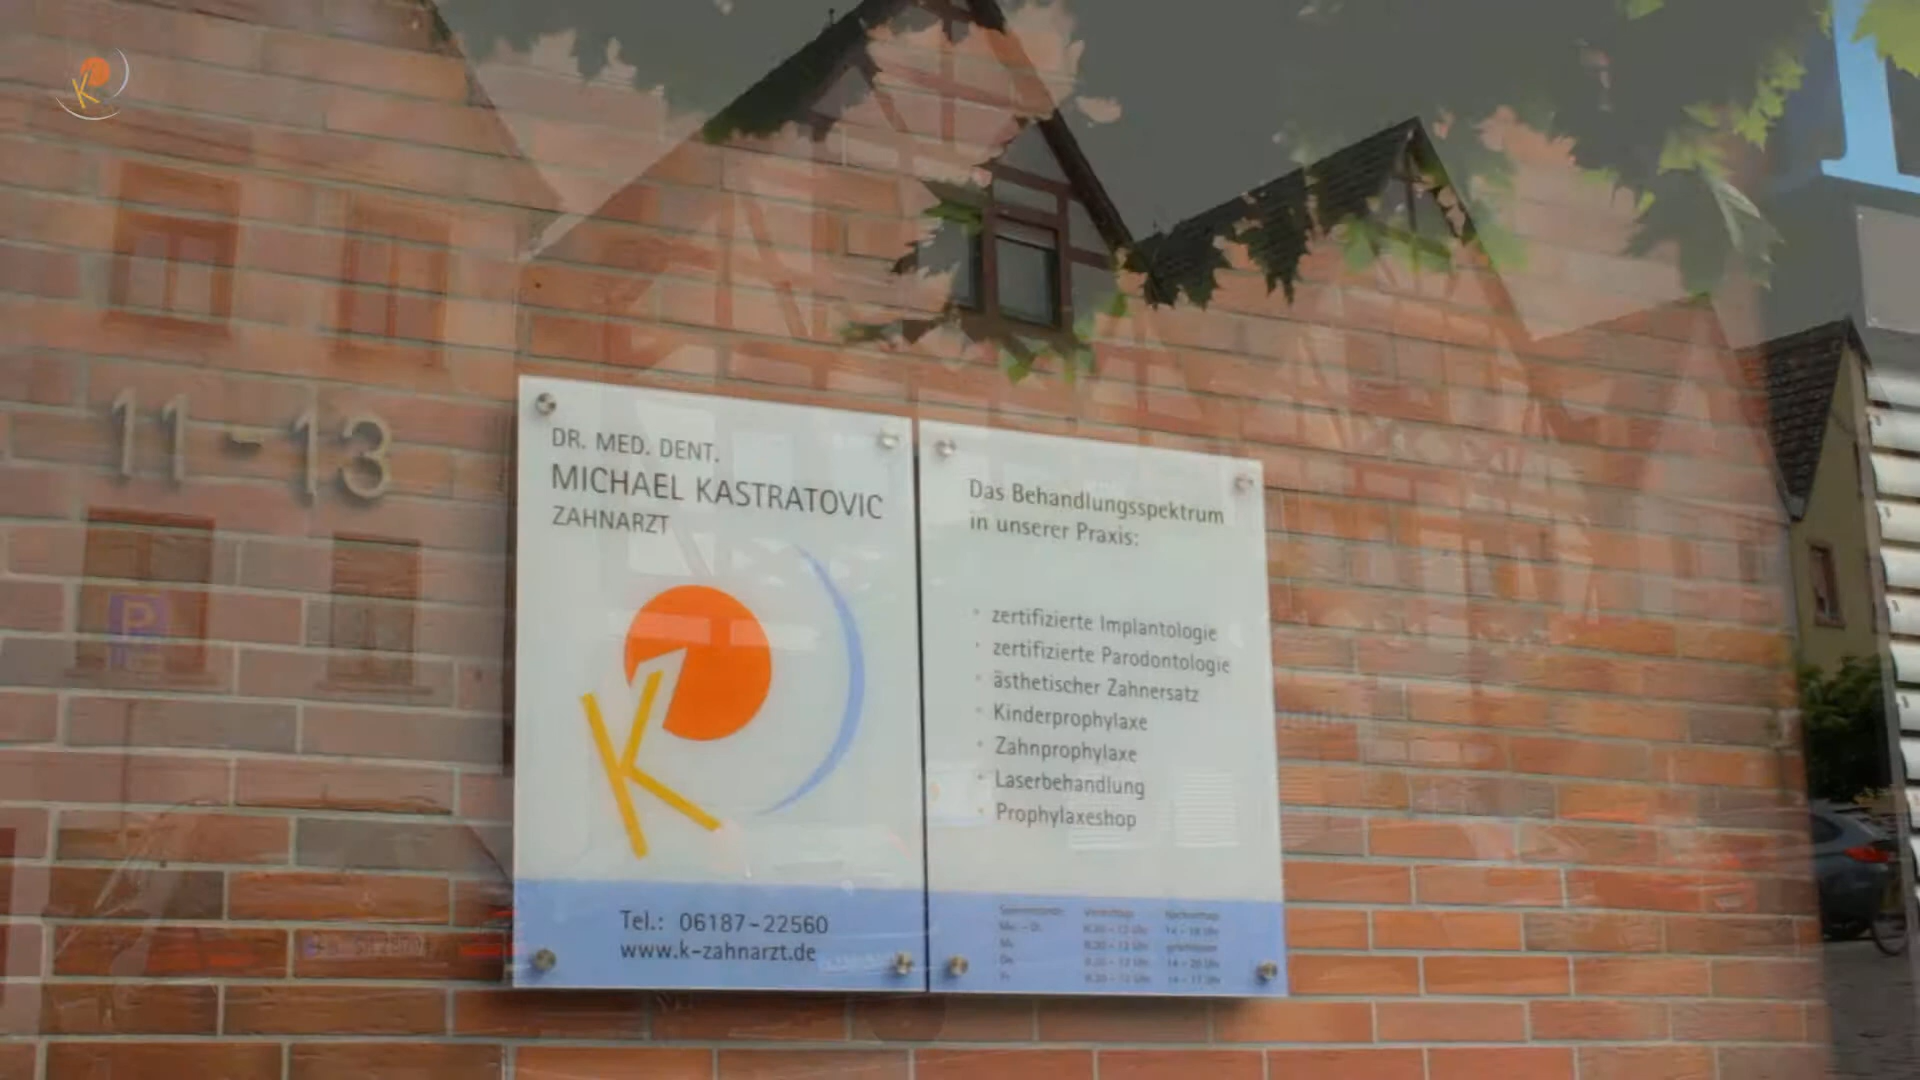 11-13
DR. MED. DENT.
MICHAEL KASTRATOVIC
ZAHNARZT
K
Tel.: 06187-22560
www.k-zahnarzt.de
Das Behandlungsspektrum
in unserer Praxis:
• zertifizierte Implantologie
• zertifizierte Parodontologie
• ästhetischer Zahnersatz
• Kinderprophylaxe
• Zahnprophylaxe
• Laserbehandlung
• Prophylaxeshop
P